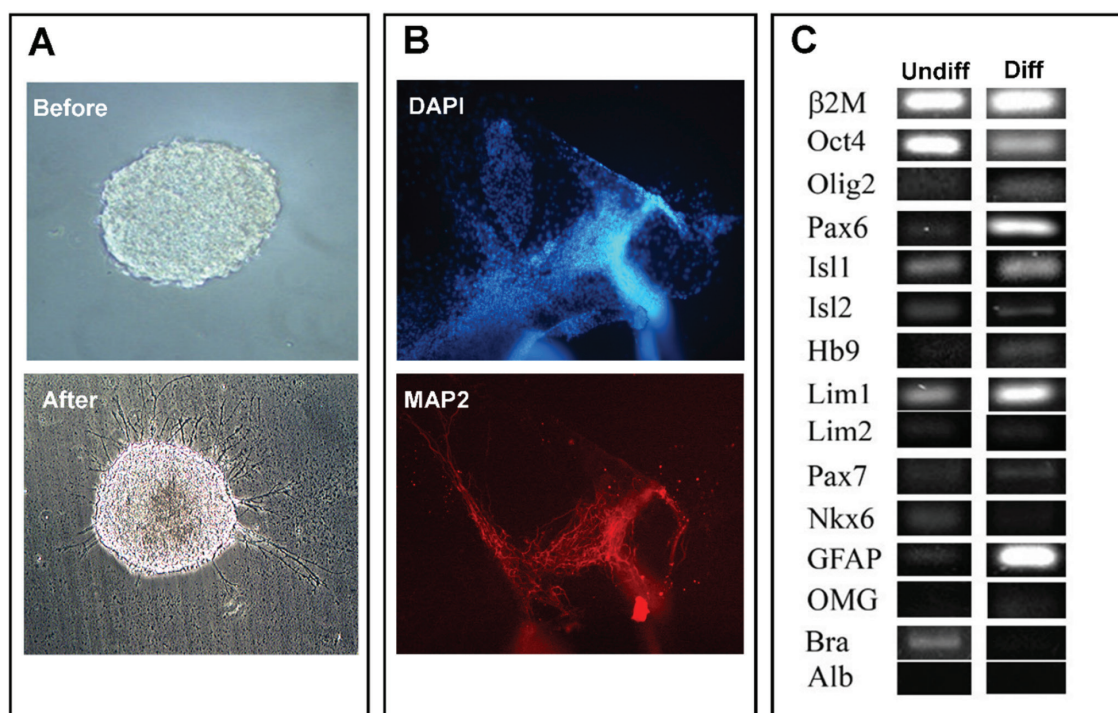 A
Before
After
B
DAPI
MAP2
C
Undiff Diff
β2M
Oct4
Olig2
Pax6
Isl1
Isl2
Hb9
Lim1
Lim2
Pax7
Nkx6
GFAP
OMG
Bra
Alb